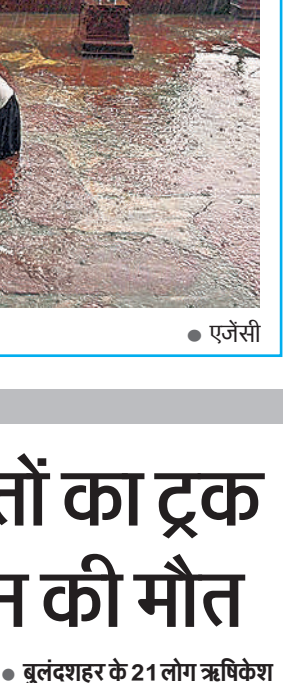 ● एजेंसी
तों का ट्रक
न की मौत
● बुलंदशहर के 21 लोग ऋषिकेश